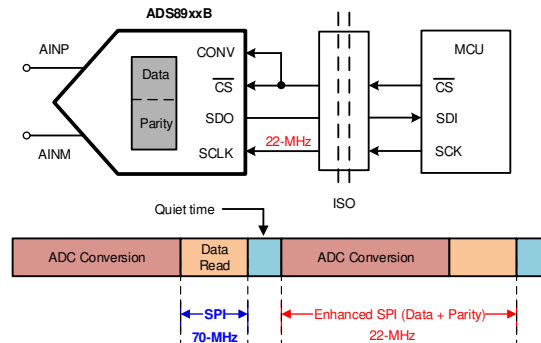 ADS89xxB
AINP
AINM
Data
Parity
CONV
CS
SDO
SCLK
22-MHz
ISO
MCU
CS
SDI
SCK
Quiet time
ADC Conversion
Data
Read
ADC Conversion
SPI
70-MHz
Enhanced SPI (Data + Parity)
22-MHz